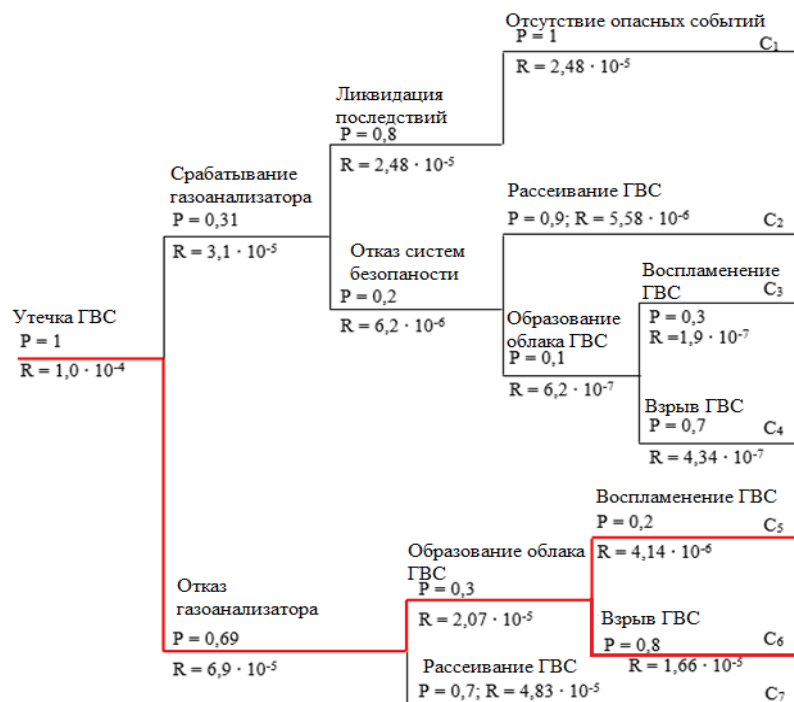 Отсутствие опасных событий
P = 1
C₁
R = 2,48 · 10⁻⁵
Ликвидация
последствий
P = 0,8
R = 2,48 · 10⁻⁵
Срабатывание
газоанализатора
P = 0,31
R = 3,1 · 10⁻⁵
Рассеивание ГВС
P = 0,9; R = 5,58 · 10⁻⁶
C₂
Отказ систем
безопаности
P = 0,2
R = 6,2 · 10⁻⁶
Воспламенение
ГВС
C₃
P = 0,3
R =1,9 · 10⁻⁷
Образование
облака ГВС
P = 0,1
R = 6,2 · 10⁻⁷
Взрыв ГВС
P = 0,7
C₄
R = 4,34 · 10⁻⁷
Утечка ГВС
P = 1
R = 1,0 · 10⁻⁴
Воспламенение ГВС
P = 0,2
C₅
R = 4,14 · 10⁻⁶
Образование облака
ГВС
P = 0,3
R = 2,07 · 10⁻⁵
Взрыв ГВС
P = 0,8
C₆
R = 1,66 · 10⁻⁵
Отказ
газоанализатора
P = 0,69
R = 6,9 · 10⁻⁵
Рассеивание ГВС
P = 0,7; R = 4,83 · 10⁻⁵
C₇